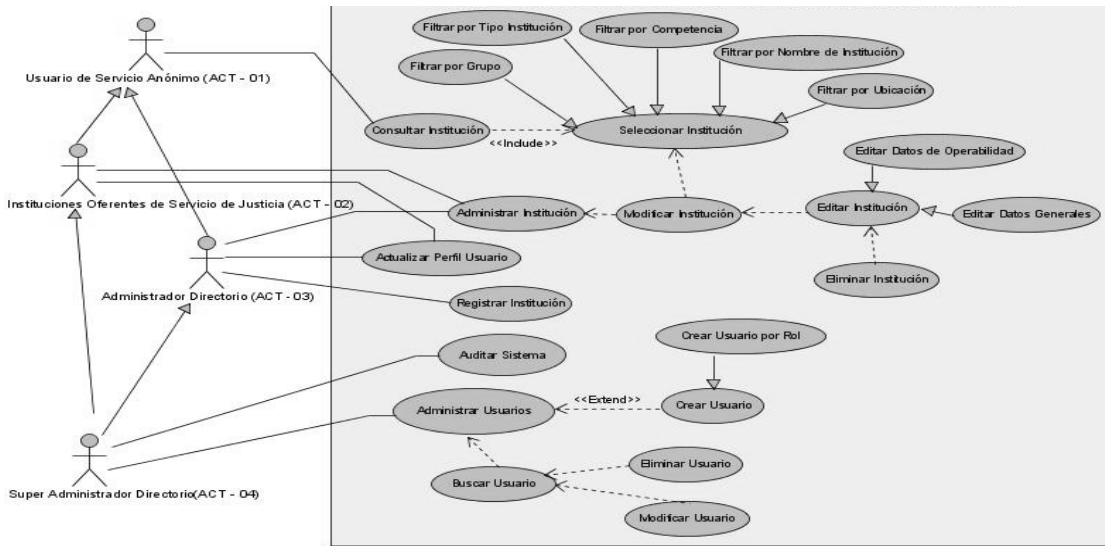 Filtrar por Tipo Institución
Filtrar por Competencia
Filtrar por Nombre de Institución
Filtrar por Grupo
Filtrar por Ubicación
Usuario de Servicio Anónimo (ACT - 01)
Consultar Institución
<<Include>>
Seleccionar Institución
Editar Datos de Operabilidad
Instituciones Oferentes de Servicio de Justicia (ACT - 02)
Administrar Institución
Modificar Institución
Editar Institución
Editar Datos Generales
Actualizar Perfil Usuario
Eliminar Institución
Administrador Directorio (ACT - 03)
Registrar Institución
Crear Usuario por Rol
Auditar Sistema
<<Extend>>
Administrar Usuarios
Crear Usuario
Eliminar Usuario
Buscar Usuario
Super Administrador Directorio(ACT - 04)
Modificar Usuario